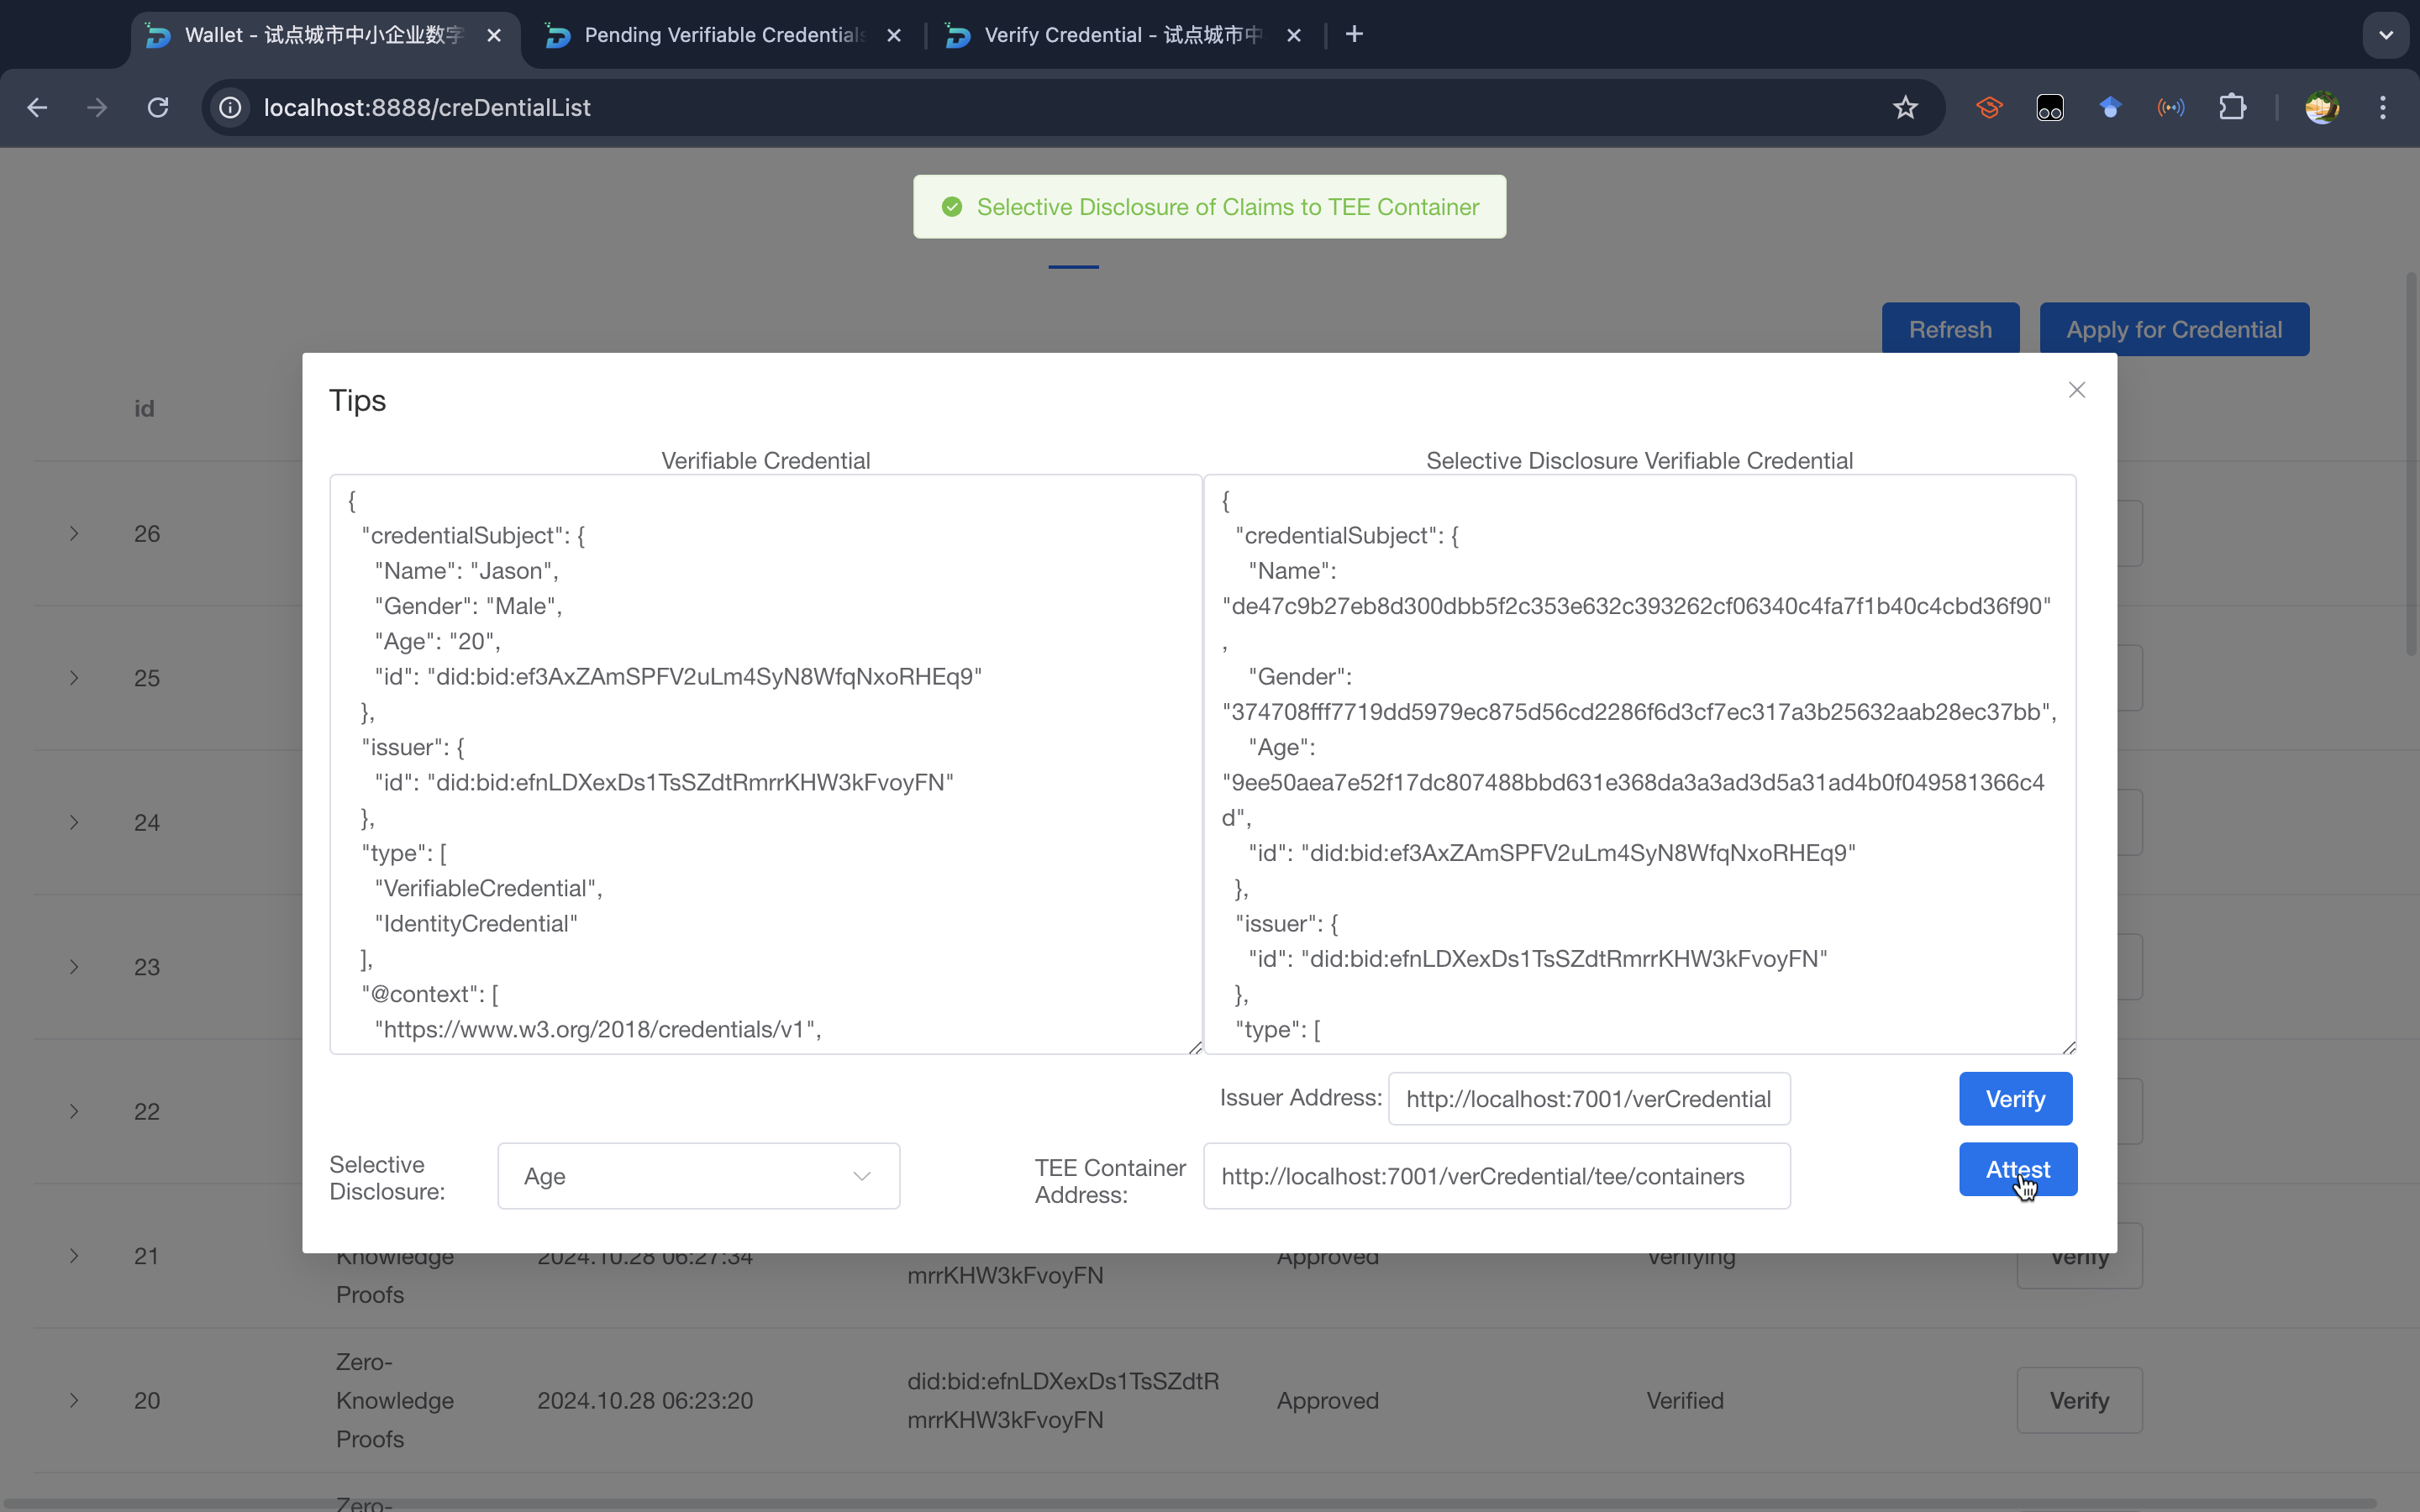 Wallet - 试点城市中小企业数字
Pending Verifiable Credentials
Verify Credential - 试点城市中
localhost:8888/creDentialList
Selective Disclosure of Claims to TEE Container
Refresh
Apply for Credential
id
26
25
24
23
22
Tips
Verifiable Credential
{
"credentialSubject": {
"Name": "Jason",
"Gender": "Male",
"Age": "20",
"id": "did:bid:ef3AxZAmSPFV2uLm4SyN8WfqNxoRHEq9"
},
"issuer": {
"id": "did:bid:efnLDXexDs1TsSZdtRmrrKHW3kFvoyFN"
},
"type": [
"VerifiableCredential",
"IdentityCredential"
],
"@context": [
"https://www.w3.org/2018/credentials/v1",
Selective Disclosure Verifiable Credential
{
"credentialSubject": {
"Name":
"de47c9b27eb8d300dbb5f2c353e632c393262cf06340c4fa7f1b40c4cbd36f90"
,
"Gender":
"374708fff7719dd5979ec875d56cd2286f6d3cf7ec317a3b25632aab28ec37bb",
"Age":
"9ee50aea7e52f17dc807488bbd631e368da3a3ad3d5a31ad4b0f049581366c4
d",
"id": "did:bid:ef3AxZAmSPFV2uLm4SyN8WfqNxoRHEq9"
},
"issuer": {
"id": "did:bid:efnLDXexDs1TsSZdtRmrrKHW3kFvoyFN"
},
"type": [
Issuer Address:
http://localhost:7001/verCredential
Verify
Selective
Disclosure:
Age
TEE Container
Address:
http://localhost:7001/verCredential/tee/containers
Attest
21
Knowledge
Proofs
2024.10.28 06:27:34
mrrKHW3kFvoyFN
Approved
Verifying
Verify
20
Zero-
Knowledge
Proofs
2024.10.28 06:23:20
did:bid:efnLDXexDs1TsSZdtR
mrrKHW3kFvoyFN
Approved
Verified
Verify
Zero-